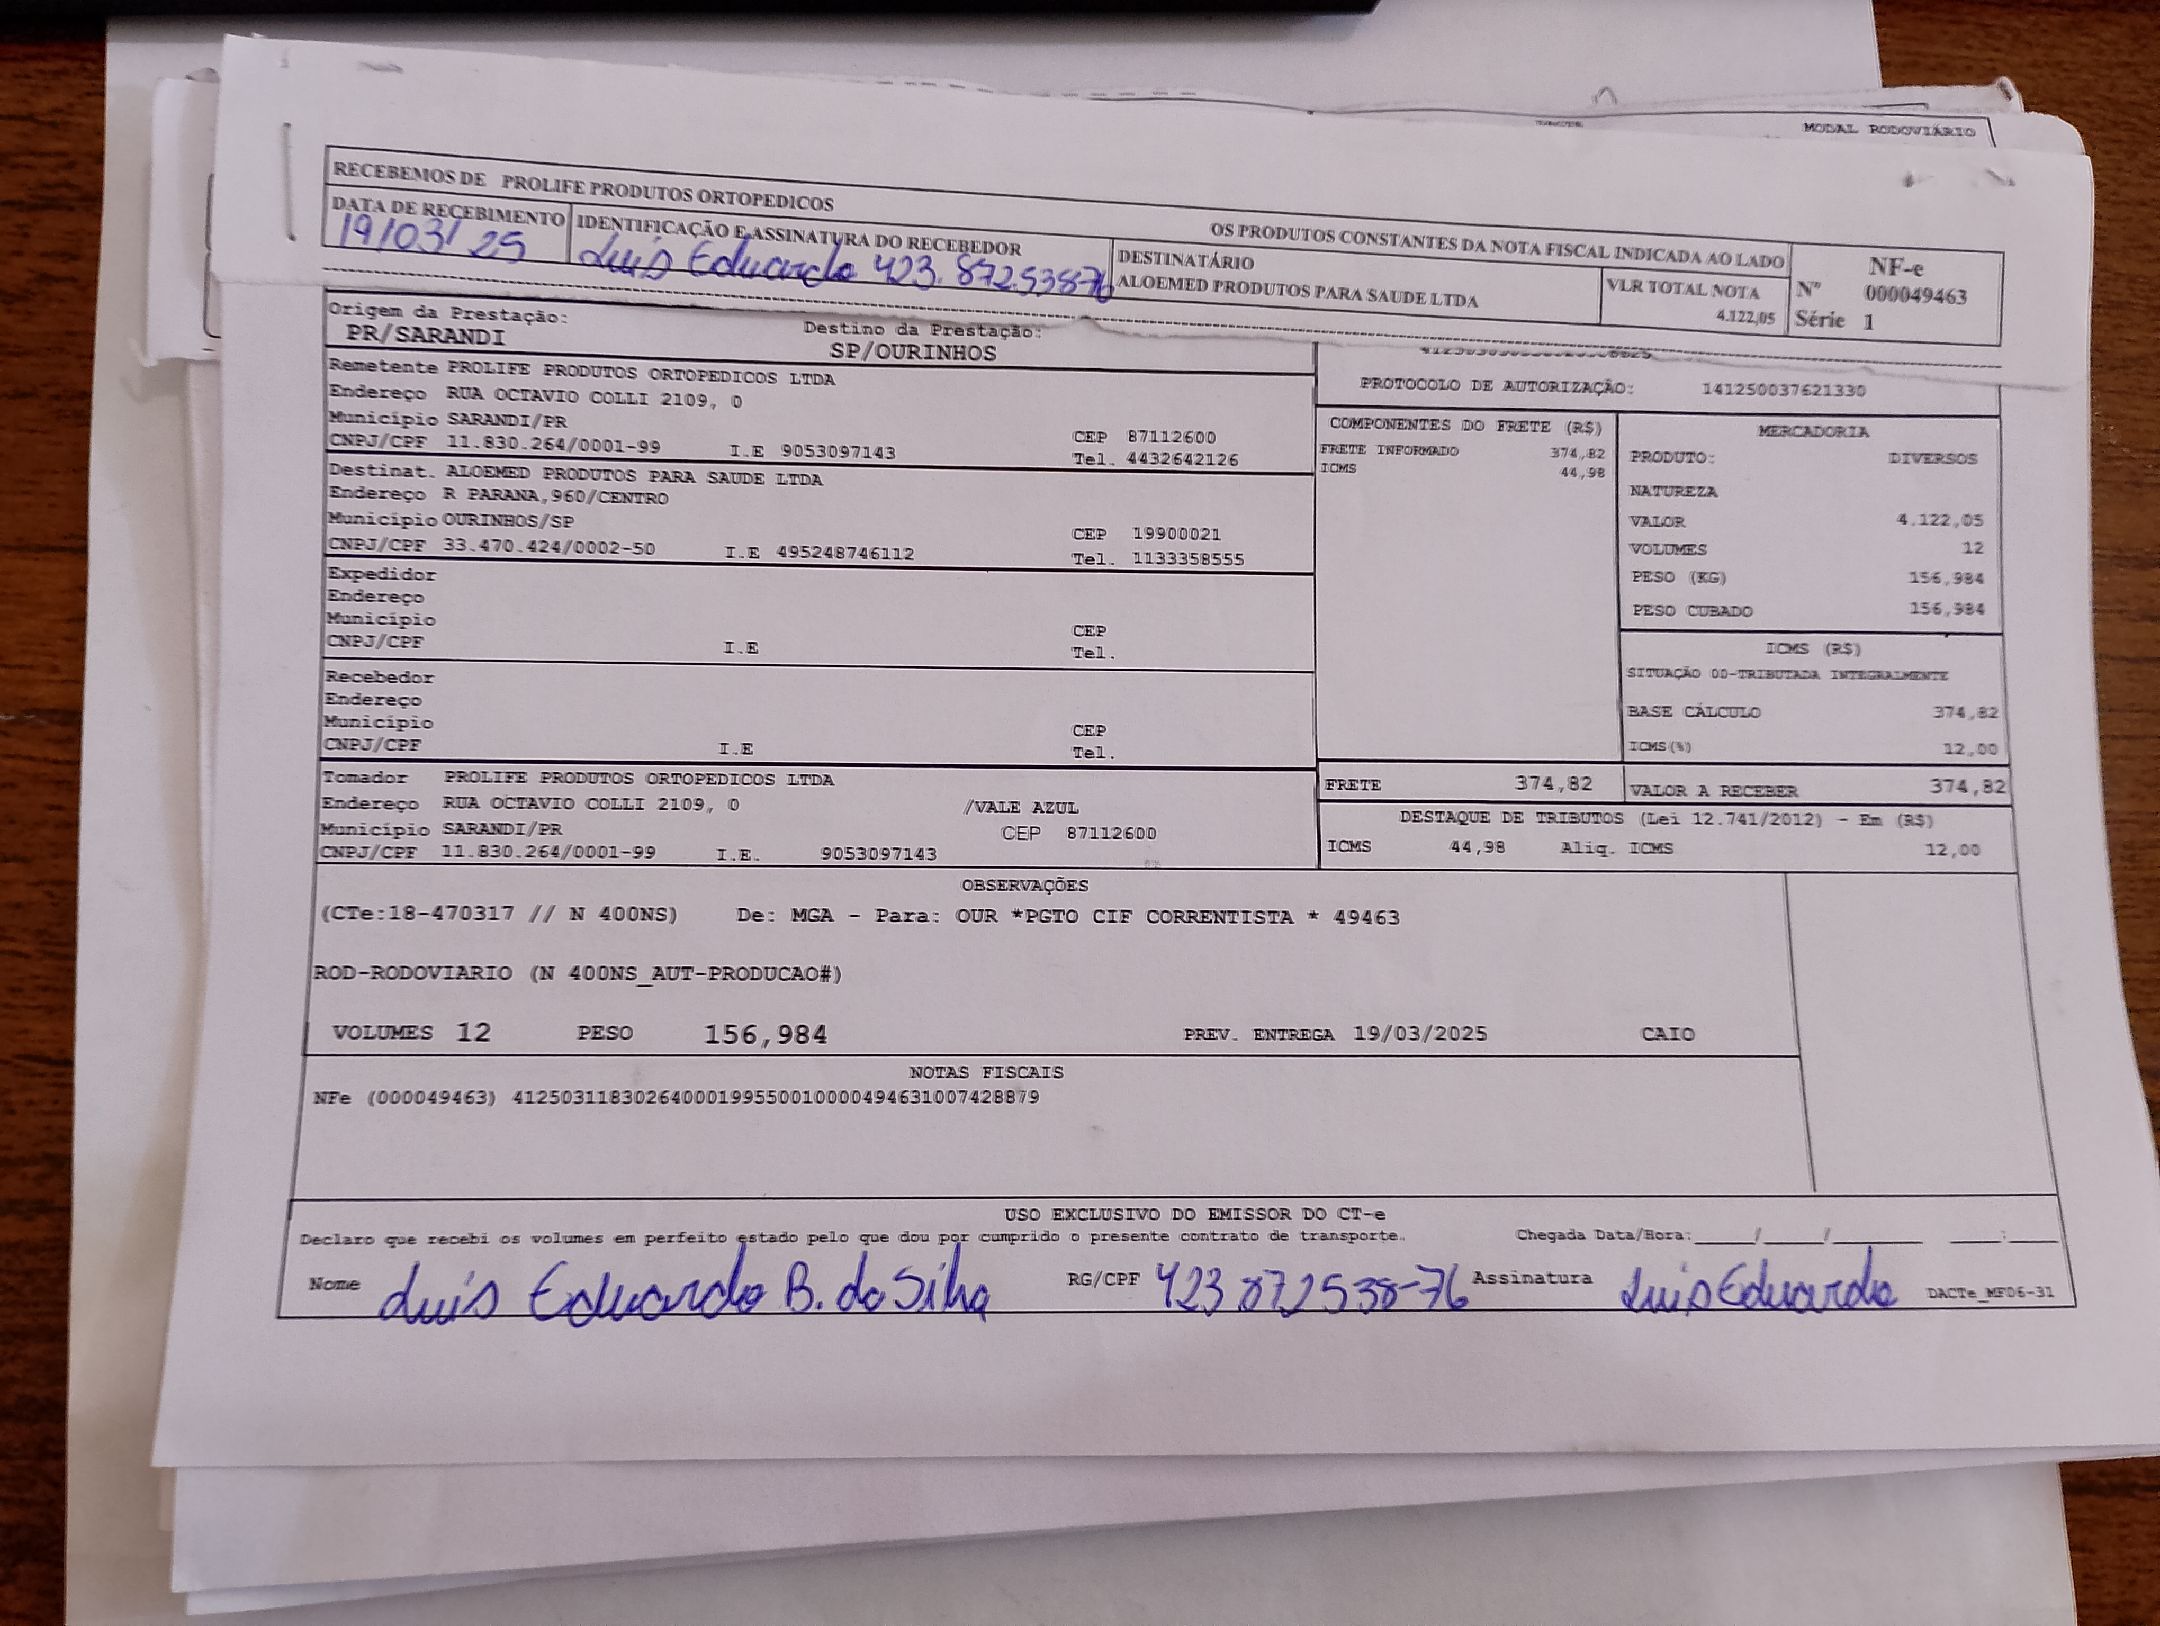 MODAL RODOVIÁRIO
RECEBEMOS DE PROLIFE PRODUTOS ORTOPEDICOS OS PRODUTOS CONSTANTES DA NOTA FISCAL INDICADA AO LADO
DATA DE RECEBIMENTO IDENTIFICAÇÃO E ASSINATURA DO RECEBEDOR
19/03/25 Luis Eduardo 423.872538-76
DESTINATÁRIO
ALOEMED PRODUTOS PARA SAUDE LTDA
VLR TOTAL NOTA
4.122,05
NF-e
Nº 000049463
Série 1
Origem da Prestação:
PR/SARANDI
Destino da Prestação:
SP/OURINHOS
Remetente PROLIFE PRODUTOS ORTOPEDICOS LTDA
Endereço RUA OCTAVIO COLLI 2109, 0
Município SARANDI/PR CEP 87112600
CNPJ/CPF 11.830.264/0001-99 I.E 9053097143 Tel. 4432642126
Destinat. ALOEMED PRODUTOS PARA SAUDE LTDA
Endereço R PARANA,960/CENTRO
Município OURINHOS/SP CEP 19900021
CNPJ/CPF 33.470.424/0002-50 I.E 495248746112 Tel. 1133358555
Expedidor
Endereço
Município CEP
CNPJ/CPF I.E Tel.
Recebedor
Endereço
Município CEP
CNPJ/CPF I.E Tel.
Tomador PROLIFE PRODUTOS ORTOPEDICOS LTDA
Endereço RUA OCTAVIO COLLI 2109, 0 /VALE AZUL
Município SARANDI/PR CEP 87112600
CNPJ/CPF 11.830.264/0001-99 I.E. 9053097143
PROTOCOLO DE AUTORIZAÇÃO: 141250037621330
COMPONENTES DO FRETE (R$)
FRETE INFORMADO 374,82
ICMS 44,98
MERCADORIA
PRODUTO: DIVERSOS
NATUREZA
VALOR 4.122,05
VOLUMES 12
PESO (KG) 156,984
PESO CUBADO 156,984
ICMS (R$)
SITUAÇÃO 00-TRIBUTADA INTEGRALMENTE
BASE CÁLCULO 374,82
ICMS(%) 12,00
FRETE 374,82 VALOR A RECEBER 374,82
DESTAQUE DE TRIBUTOS (Lei 12.741/2012) - Em (R$)
ICMS 44,98 Aliq. ICMS 12,00
OBSERVAÇÕES
(CTe:18-470317 // N 400NS) De: MGA - Para: OUR *PGTO CIF CORRENTISTA * 49463
ROD-RODOVIARIO (N 400NS_AUT-PRODUCAO#)
VOLUMES 12 PESO 156,984 PREV. ENTREGA 19/03/2025 CAIO
NOTAS FISCAIS
NFe (000049463) 41250311830264000199550010000494631007428879
USO EXCLUSIVO DO EMISSOR DO CT-e
Declaro que recebi os volumes em perfeito estado pelo que dou por cumprido o presente contrato de transporte. Chegada Data/Hora:____/____/____ ____:____
Nome Luis Eduardo B. da Silva RG/CPF 423 872538-76 Assinatura Luis Eduardo DACTe_MF06-31